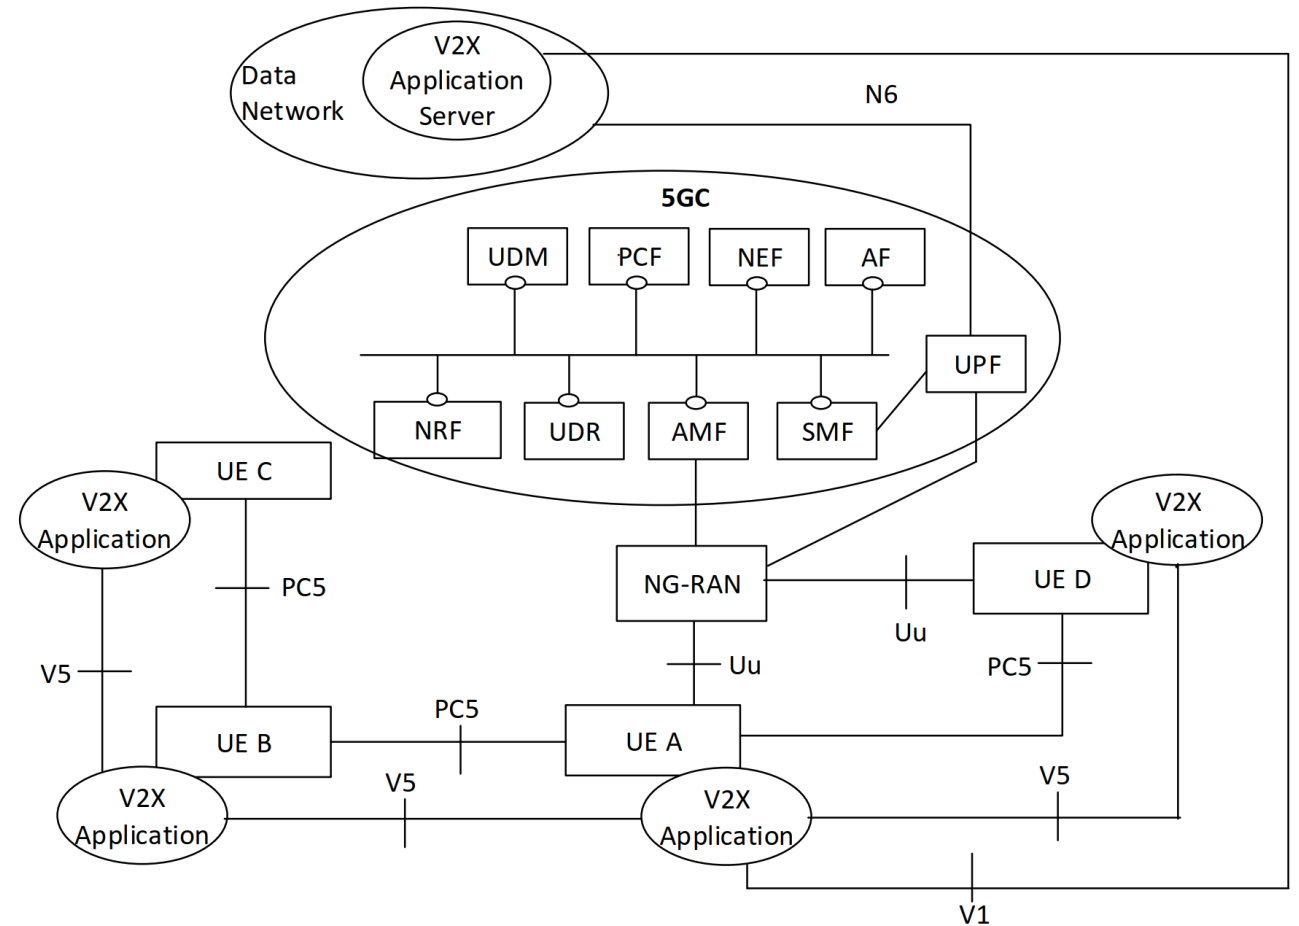 V2X
Application
Server
Data
Network
N6
5GC
UDM
PCF
NEF
AF
UPF
NRF
UDR
AMF
SMF
UE C
V2X
Application
V2X
Application
NG-RAN
UE D
PC5
Uu
V5
Uu
PC5
PC5
UE B
UE A
V5
V5
V2X
Application
V2X
Application
V1